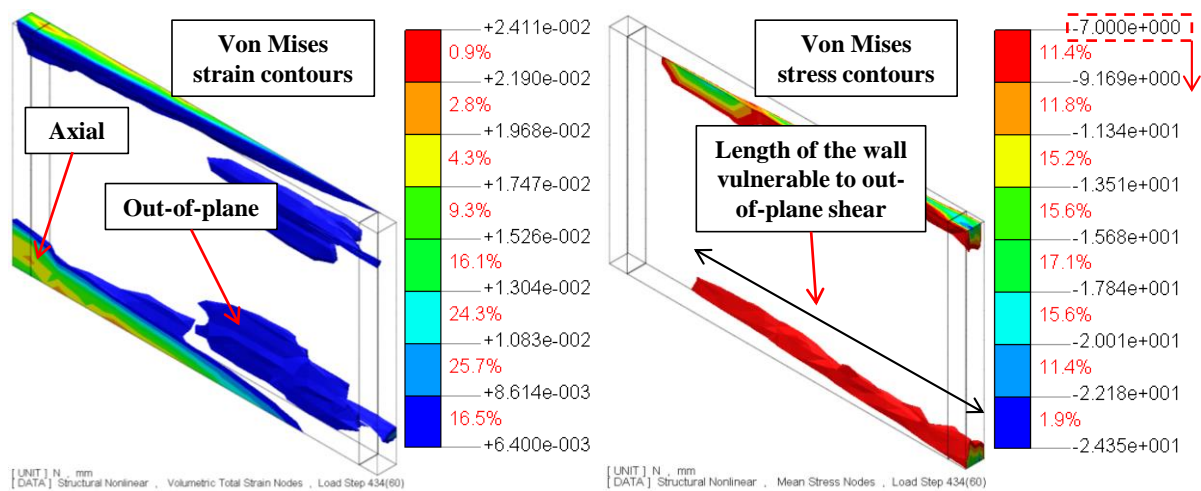 Von Mises
strain contours
Axial
Out-of-plane
+2.411e-002
0.9%
+2.190e-002
2.8%
+1.968e-002
4.3%
+1.747e-002
9.3%
+1.526e-002
16.1%
+1.304e-002
24.3%
+1.083e-002
25.7%
+8.614e-003
16.5%
+6.400e-003
[ UNIT ] N , mm
[ DATA ] Structural Nonlinear , Volumetric Total Strain Nodes , Load Step 434(60)
Von Mises
stress contours
Length of the wall
vulnerable to out-
of-plane shear
-7.000e+000
11.4%
-9.169e+000
11.8%
-1.134e+001
15.2%
-1.351e+001
15.6%
-1.568e+001
17.1%
-1.784e+001
15.6%
-2.001e+001
11.4%
-2.218e+001
1.9%
-2.435e+001
[ UNIT ] N , mm
[ DATA ] Structural Nonlinear , Mean Stress Nodes , Load Step 434(60)